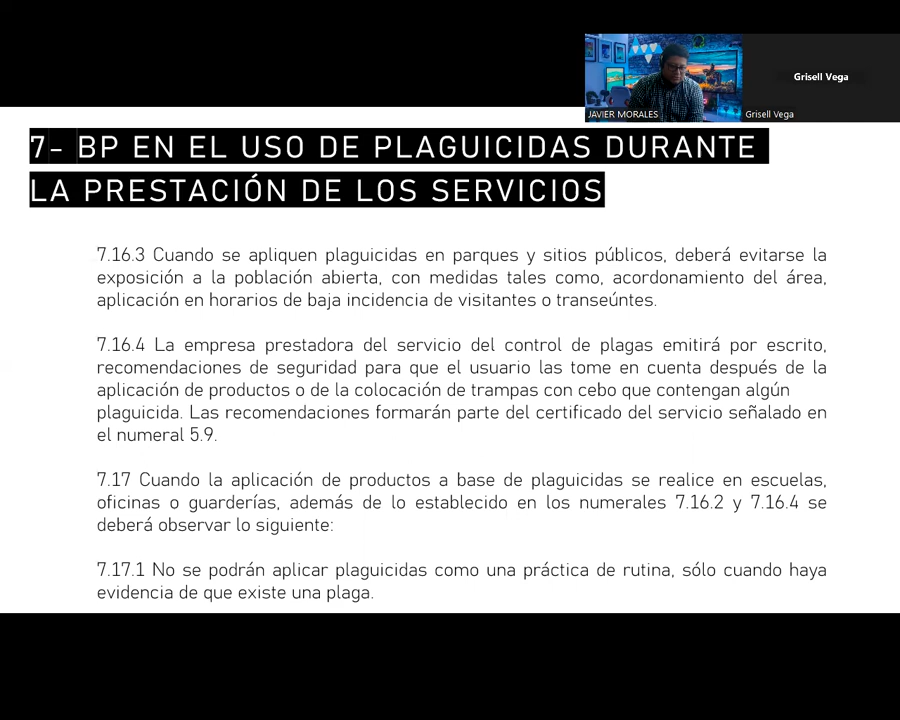 Grisell Vega
JAVIER MORALES
Grisell Vega
7- BP EN EL USO DE PLAGUICIDAS DURANTE
LA PRESTACIÓN DE LOS SERVICIOS
7.16.3 Cuando se apliquen plaguicidas en parques y sitios públicos, deberá evitarse la
exposición a la población abierta, con medidas tales como, acordonamiento del área,
aplicación en horarios de baja incidencia de visitantes o transeúntes.
7.16.4 La empresa prestadora del servicio del control de plagas emitirá por escrito,
recomendaciones de seguridad para que el usuario las tome en cuenta después de la
aplicación de productos o de la colocación de trampas con cebo que contengan algún
plaguicida. Las recomendaciones formarán parte del certificado del servicio señalado en
el numeral 5.9.
7.17 Cuando la aplicación de productos a base de plaguicidas se realice en escuelas,
oficinas o guarderías, además de lo establecido en los numerales 7.16.2 y 7.16.4 se
deberá observar lo siguiente:
7.17.1 No se podrán aplicar plaguicidas como una práctica de rutina, sólo cuando haya
evidencia de que existe una plaga.